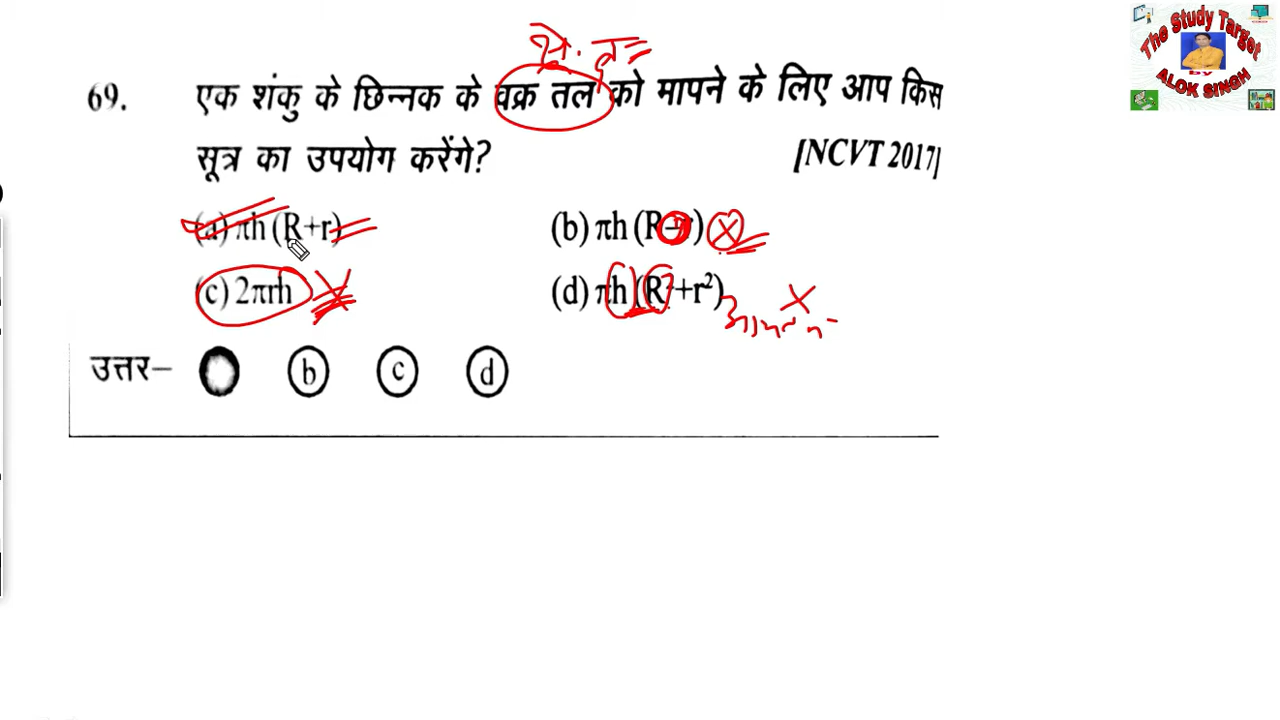 The Study Target
BY
ALOK SINGH
क्षे. =
69. एक शंकु के छिन्नक के वक्र तल को मापने के लिए आप किस
सूत्र का उपयोग करेंगे? [NCVT 2017]
(a) πh (R+r) (b) πh (R–r)
(c) 2πrh (d) πh (R²+r²)
उत्तर– b c d